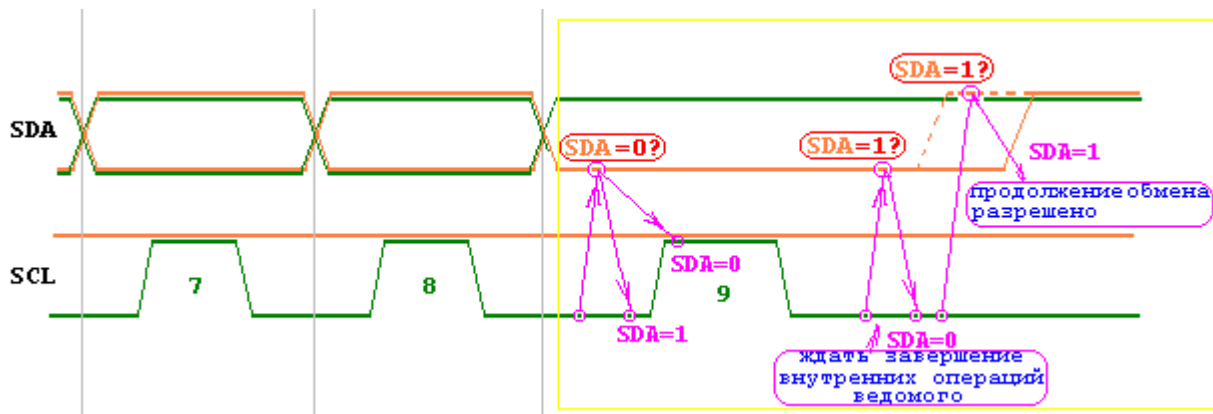 SDA=1?
SDA
SDA=0?
SDA=1?
SDA=1
продолжение обмена
разрешено
SCL
7
8
SDA=0
9
SDA=1
SDA=0
ждать завершение
внутренних операций
ведомого